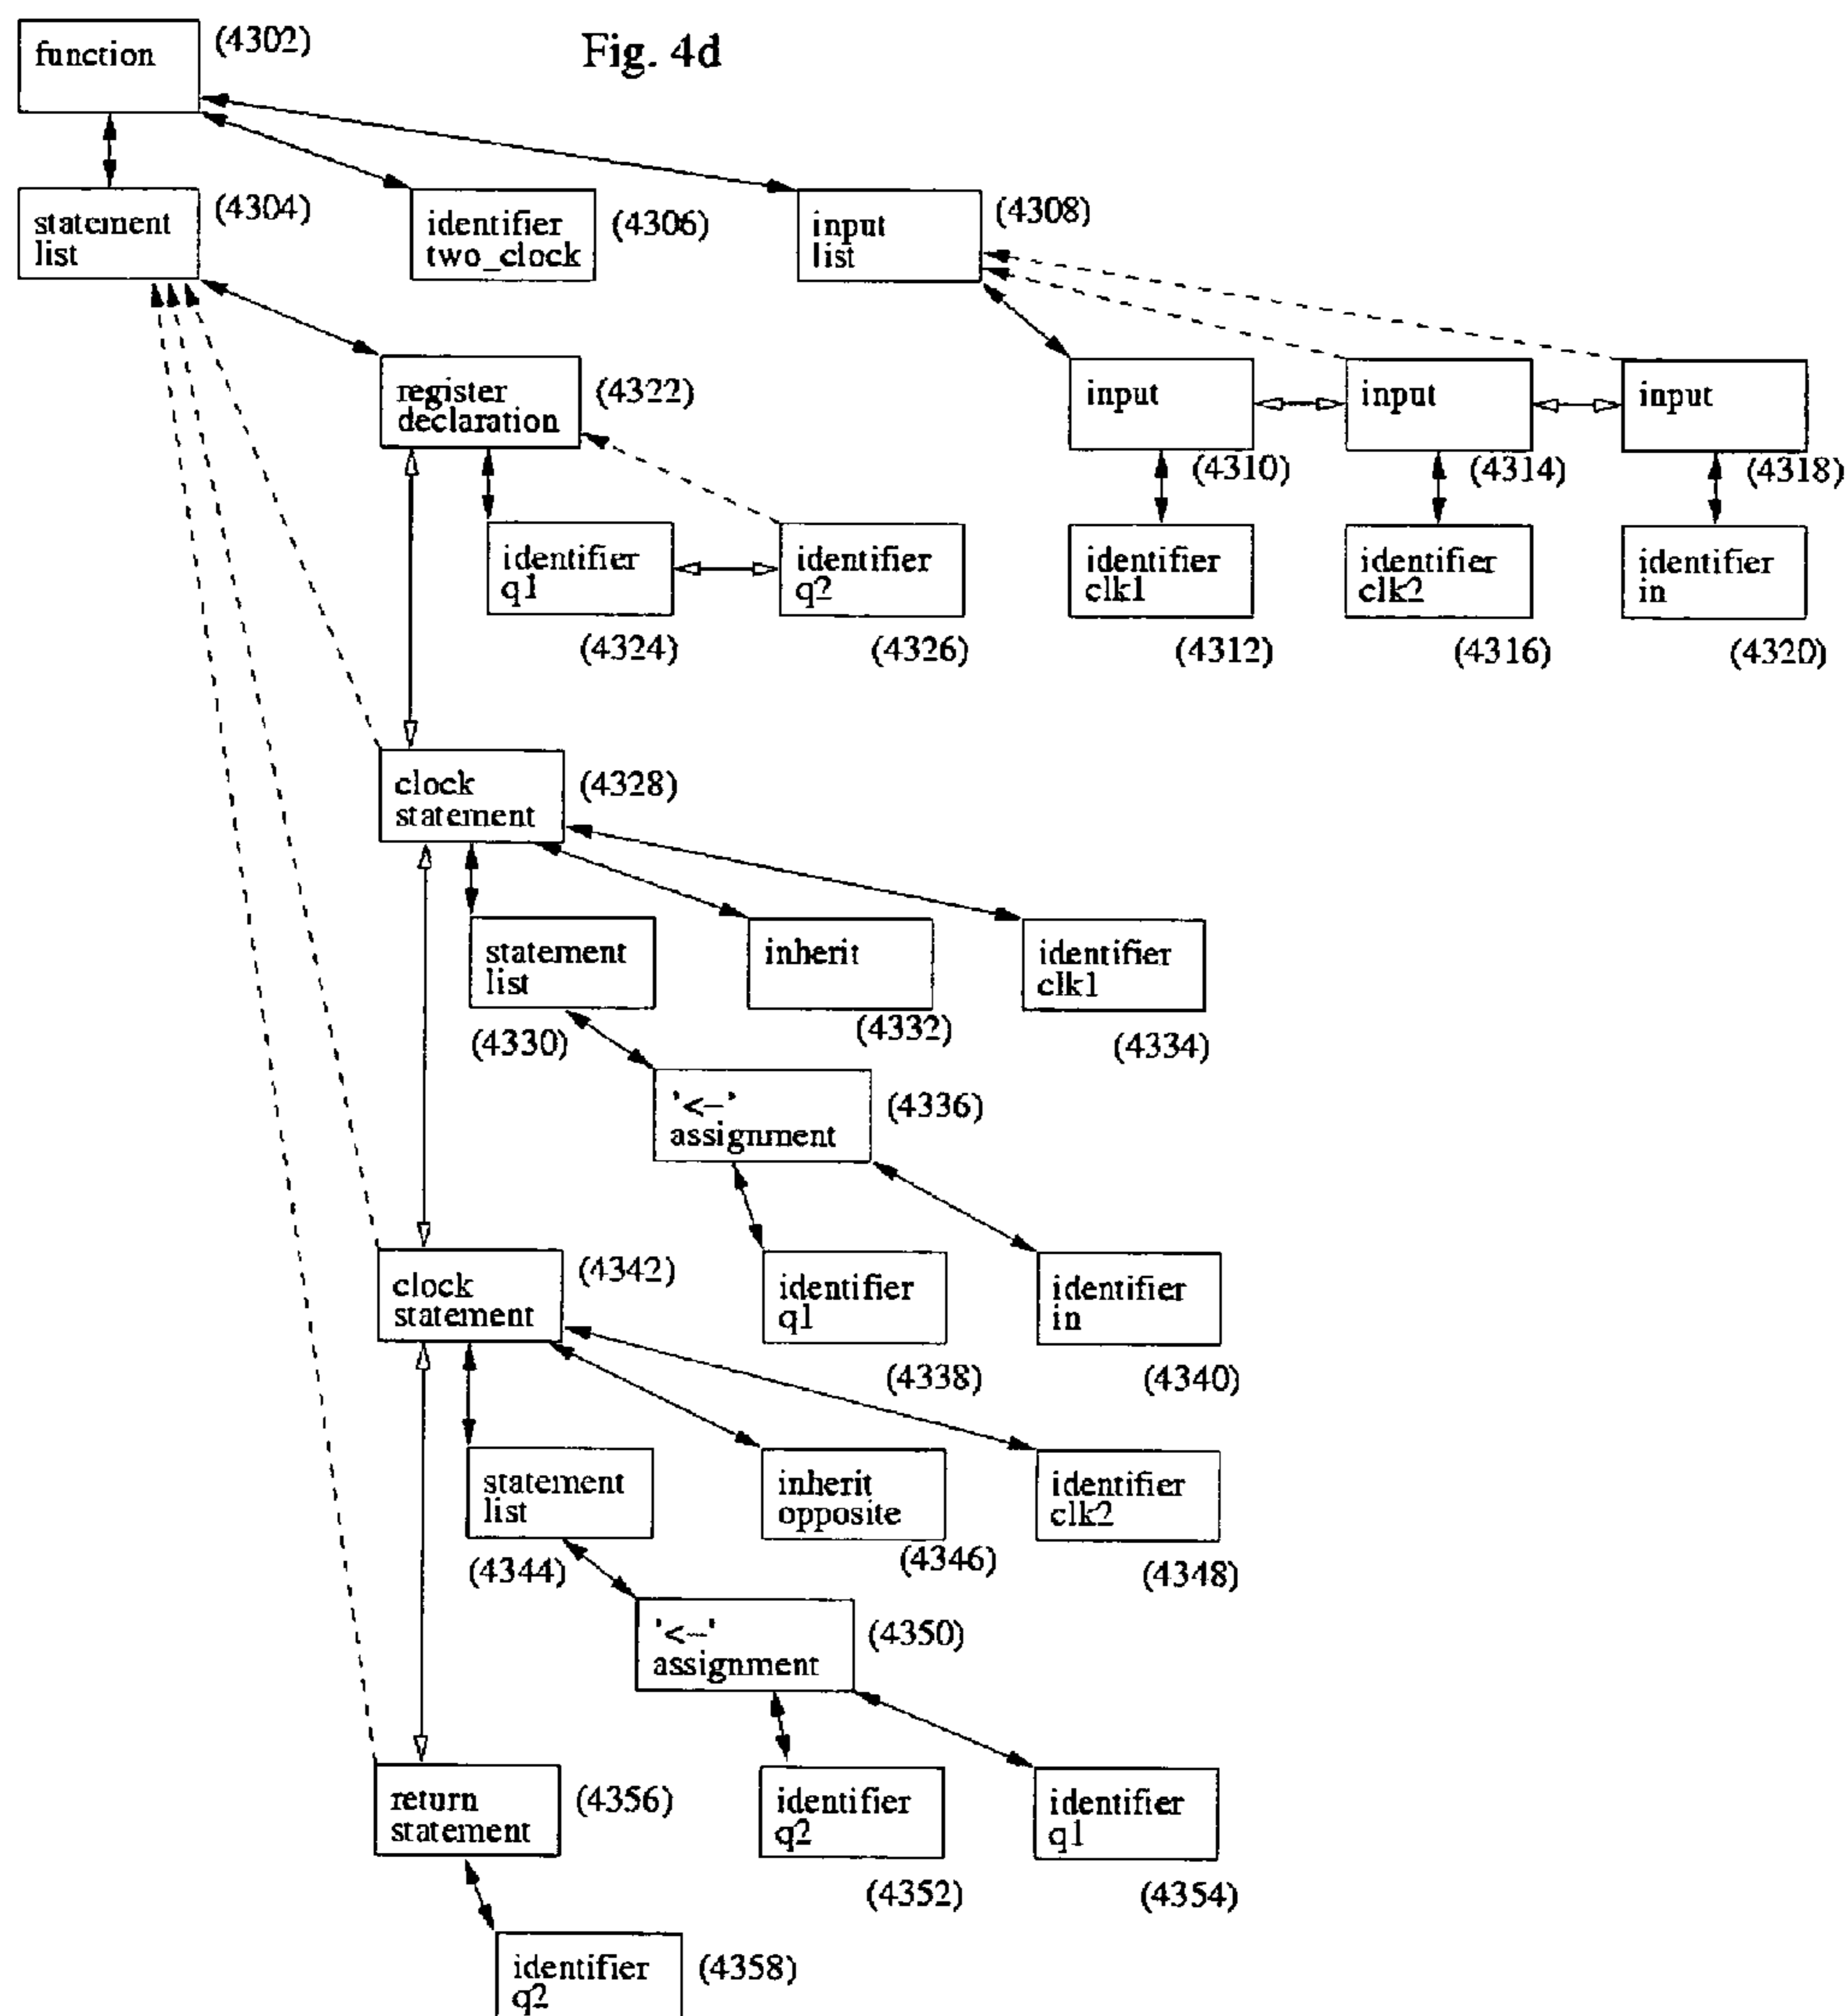 function
(4302)
Fig. 4d
statement
list
(4304)
identifier
two_clock
(4306)
input
list
(4308)
register
declaration
(4322)
input
(4310)
input
(4314)
input
(4318)
identifier
q1
(4324)
identifier
q2
(4326)
identifier
clk1
(4312)
identifier
clk2
(4316)
identifier
in
(4320)
clock
statement
(4328)
statement
list
(4330)
inherit
(4332)
identifier
clk1
(4334)
'<-'
assignment
(4336)
clock
statement
(4342)
identifier
q1
(4338)
identifier
in
(4340)
statement
list
(4344)
inherit
opposite
(4346)
identifier
clk2
(4348)
'<-'
assignment
(4350)
return
statement
(4356)
identifier
q2
(4352)
identifier
q1
(4354)
identifier
q2
(4358)